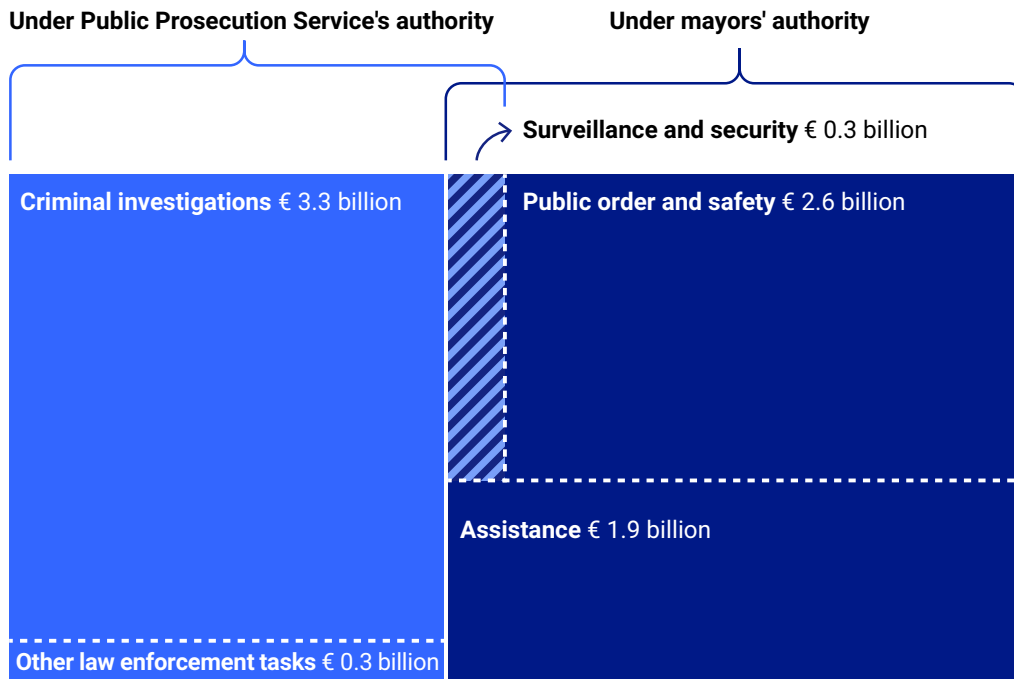 Under Public Prosecution Service's authority
Under mayors' authority
Surveillance and security € 0.3 billion
Criminal investigations € 3.3 billion
Public order and safety € 2.6 billion
Assistance € 1.9 billion
Other law enforcement tasks € 0.3 billion